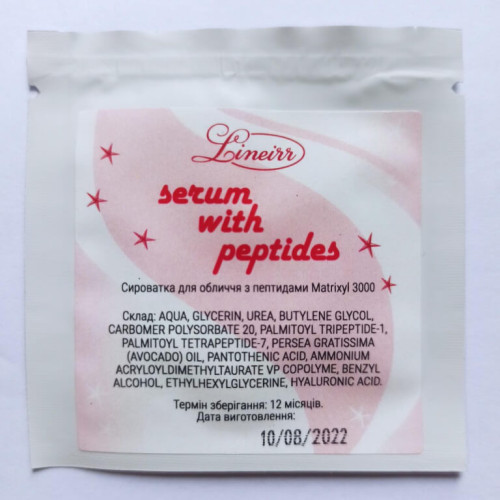 Lineirr
serum
with
peptides
Сироватка для обличчя з пептидами Matrixyl 3000
Склад: AQUA, GLYCERIN, UREA, BUTYLENE GLYCOL,
CARBOMER POLYSORBATE 20, PALMITOYL TRIPEPTIDE-1,
PALMITOYL TETRAPEPTIDE-7, PERSEA GRATISSIMA
(AVOCADO) OIL, PANTOTHENIC ACID, AMMONIUM
ACRYLOYLDIMETHYLTAURATE VP COPOLYME, BENZYL
ALCOHOL, ETHYLHEXYLGLYCERINE, HYALURONIC ACID.
Термін зберігання: 12 місяців.
Дата виготовлення:
10/08/2022